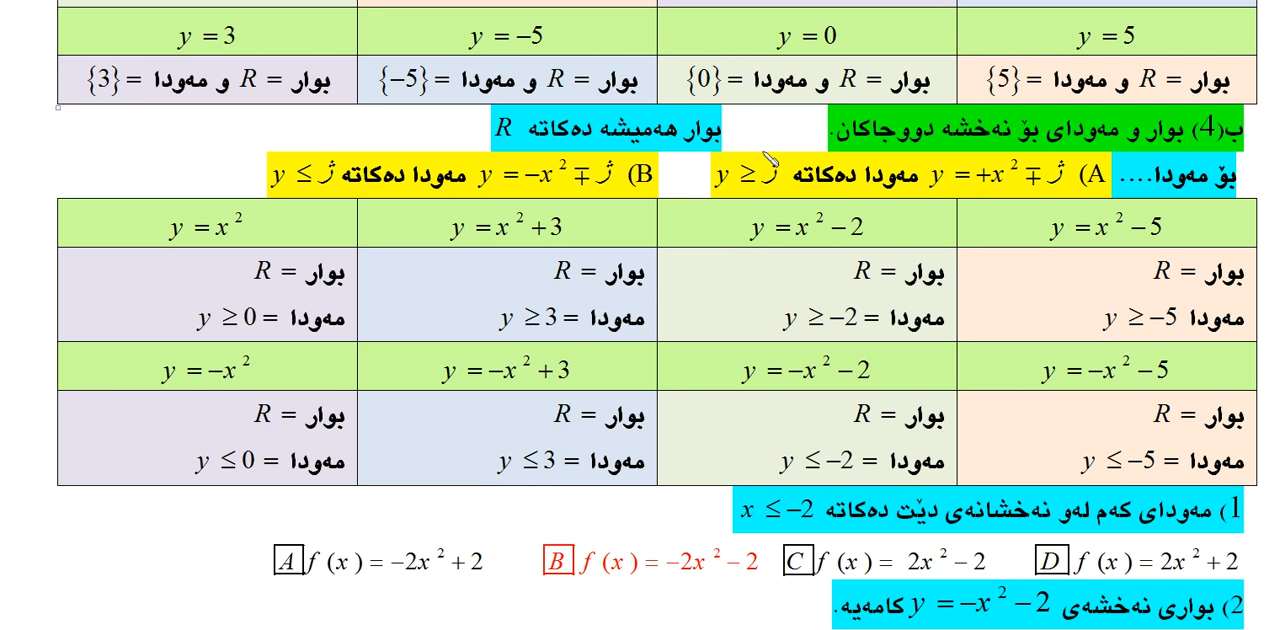 y = 5 y = 0 y = −5 y = 3
بوار = R و مەودا = {5} بوار = R و مەودا = {0} بوار = R و مەودا = {−5} بوار = R و مەودا = {3}
ب(4) بوار و مەودای بۆ نەخشە دووجاکان. بوار هەمیشە دەکاتە R
بۆ مەودا.... A) y = +x² ∓ ژ مەودا دەکاتە y ≥ ژ B) y = −x² ∓ ژ مەودا دەکاتە y ≤ ژ
y = x² − 5 y = x² − 2 y = x² + 3 y = x²
بوار = R بوار = R بوار = R بوار = R
مەودا = y ≥ −5 مەودا = y ≥ −2 مەودا = y ≥ 3 مەودا = y ≥ 0
y = −x² − 5 y = −x² − 2 y = −x² + 3 y = −x²
بوار = R بوار = R بوار = R بوار = R
مەودا = y ≤ −5 مەودا = y ≤ −2 مەودا = y ≤ 3 مەودا = y ≤ 0
1) مەودای کەم لەو نەخشانەی دێت دەکاتە x ≤ −2
A f (x) = −2x² + 2 B f (x) = −2x² − 2 C f (x) = 2x² − 2 D f (x) = 2x² + 2
2) بواری نەخشەی y = −x² − 2 کامەیە.